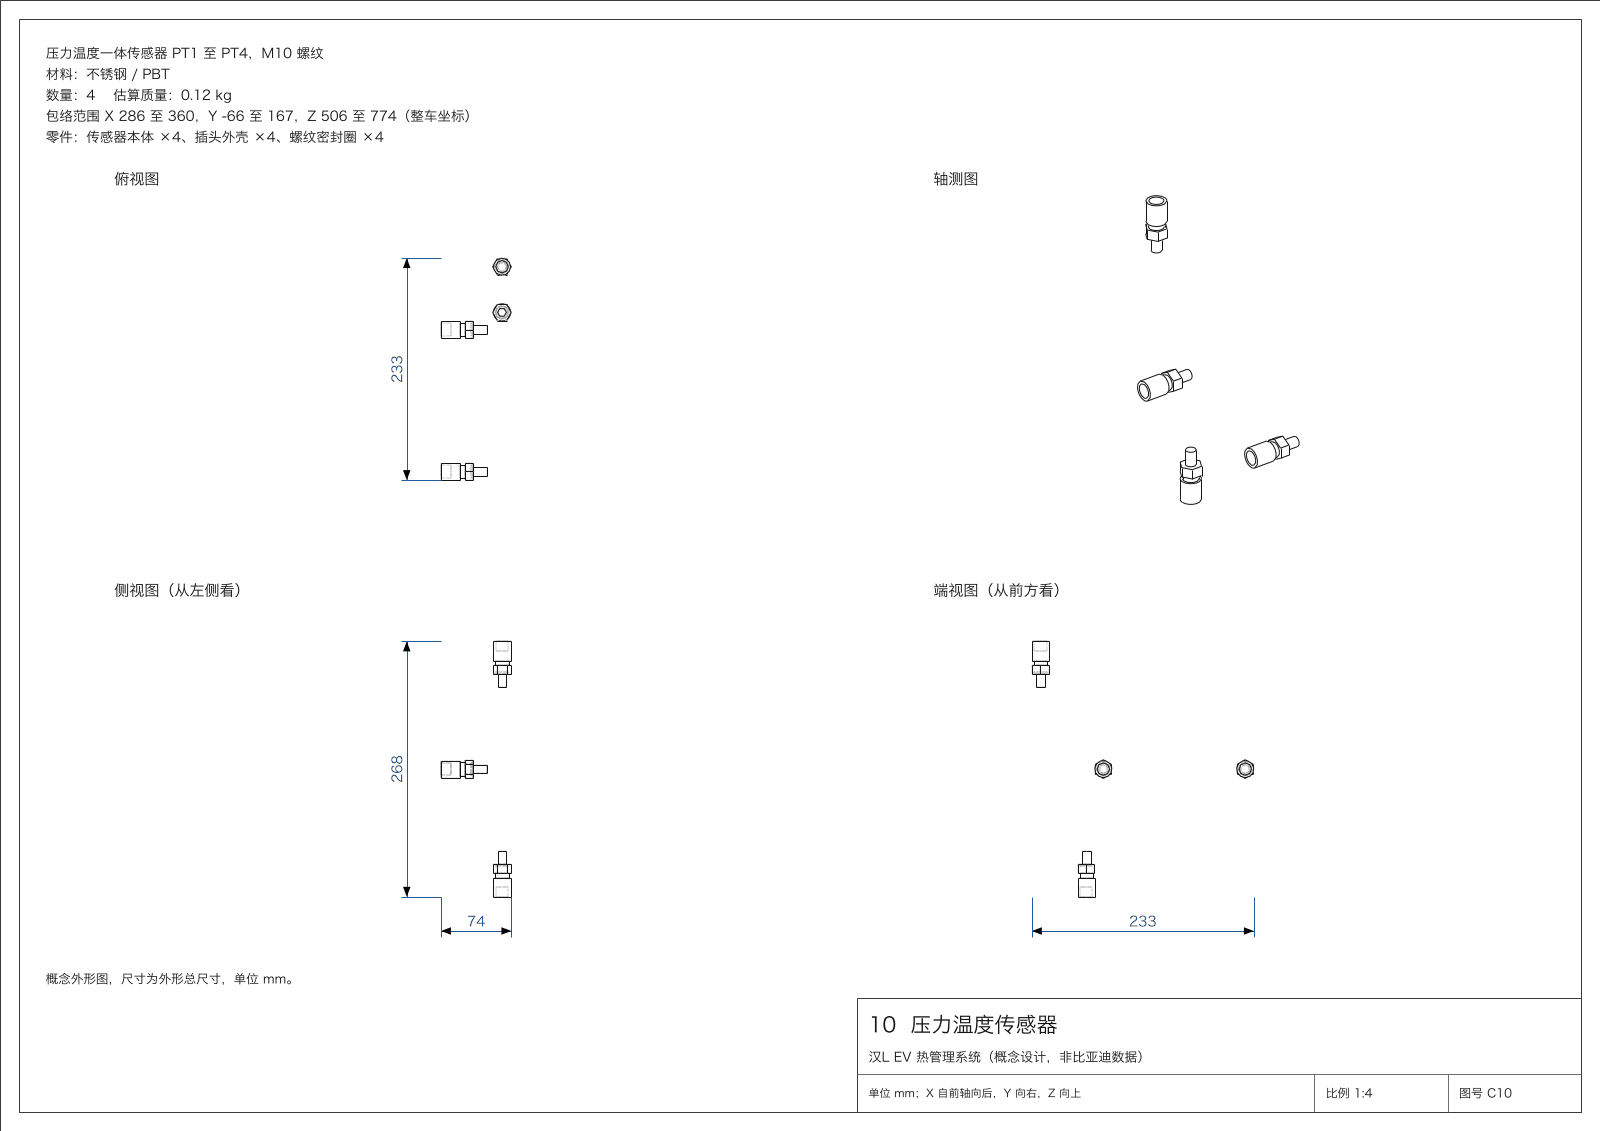 压力温度一体传感器 PT1 至 PT4，M10 螺纹
材料：不锈钢 / PBT
数量：4　估算质量：0.12 kg
包络范围 X 286 至 360，Y -66 至 167，Z 506 至 774（整车坐标）
零件：传感器本体 ×4、插头外壳 ×4、螺纹密封圈 ×4
俯视图
轴测图
233
侧视图（从左侧看）
端视图（从前方看）
268
74
233
概念外形图，尺寸为外形总尺寸，单位 mm。
10 压力温度传感器
汉L EV 热管理系统（概念设计，非比亚迪数据）
单位 mm；X 自前轴向后，Y 向右，Z 向上
比例 1:4
图号 C10